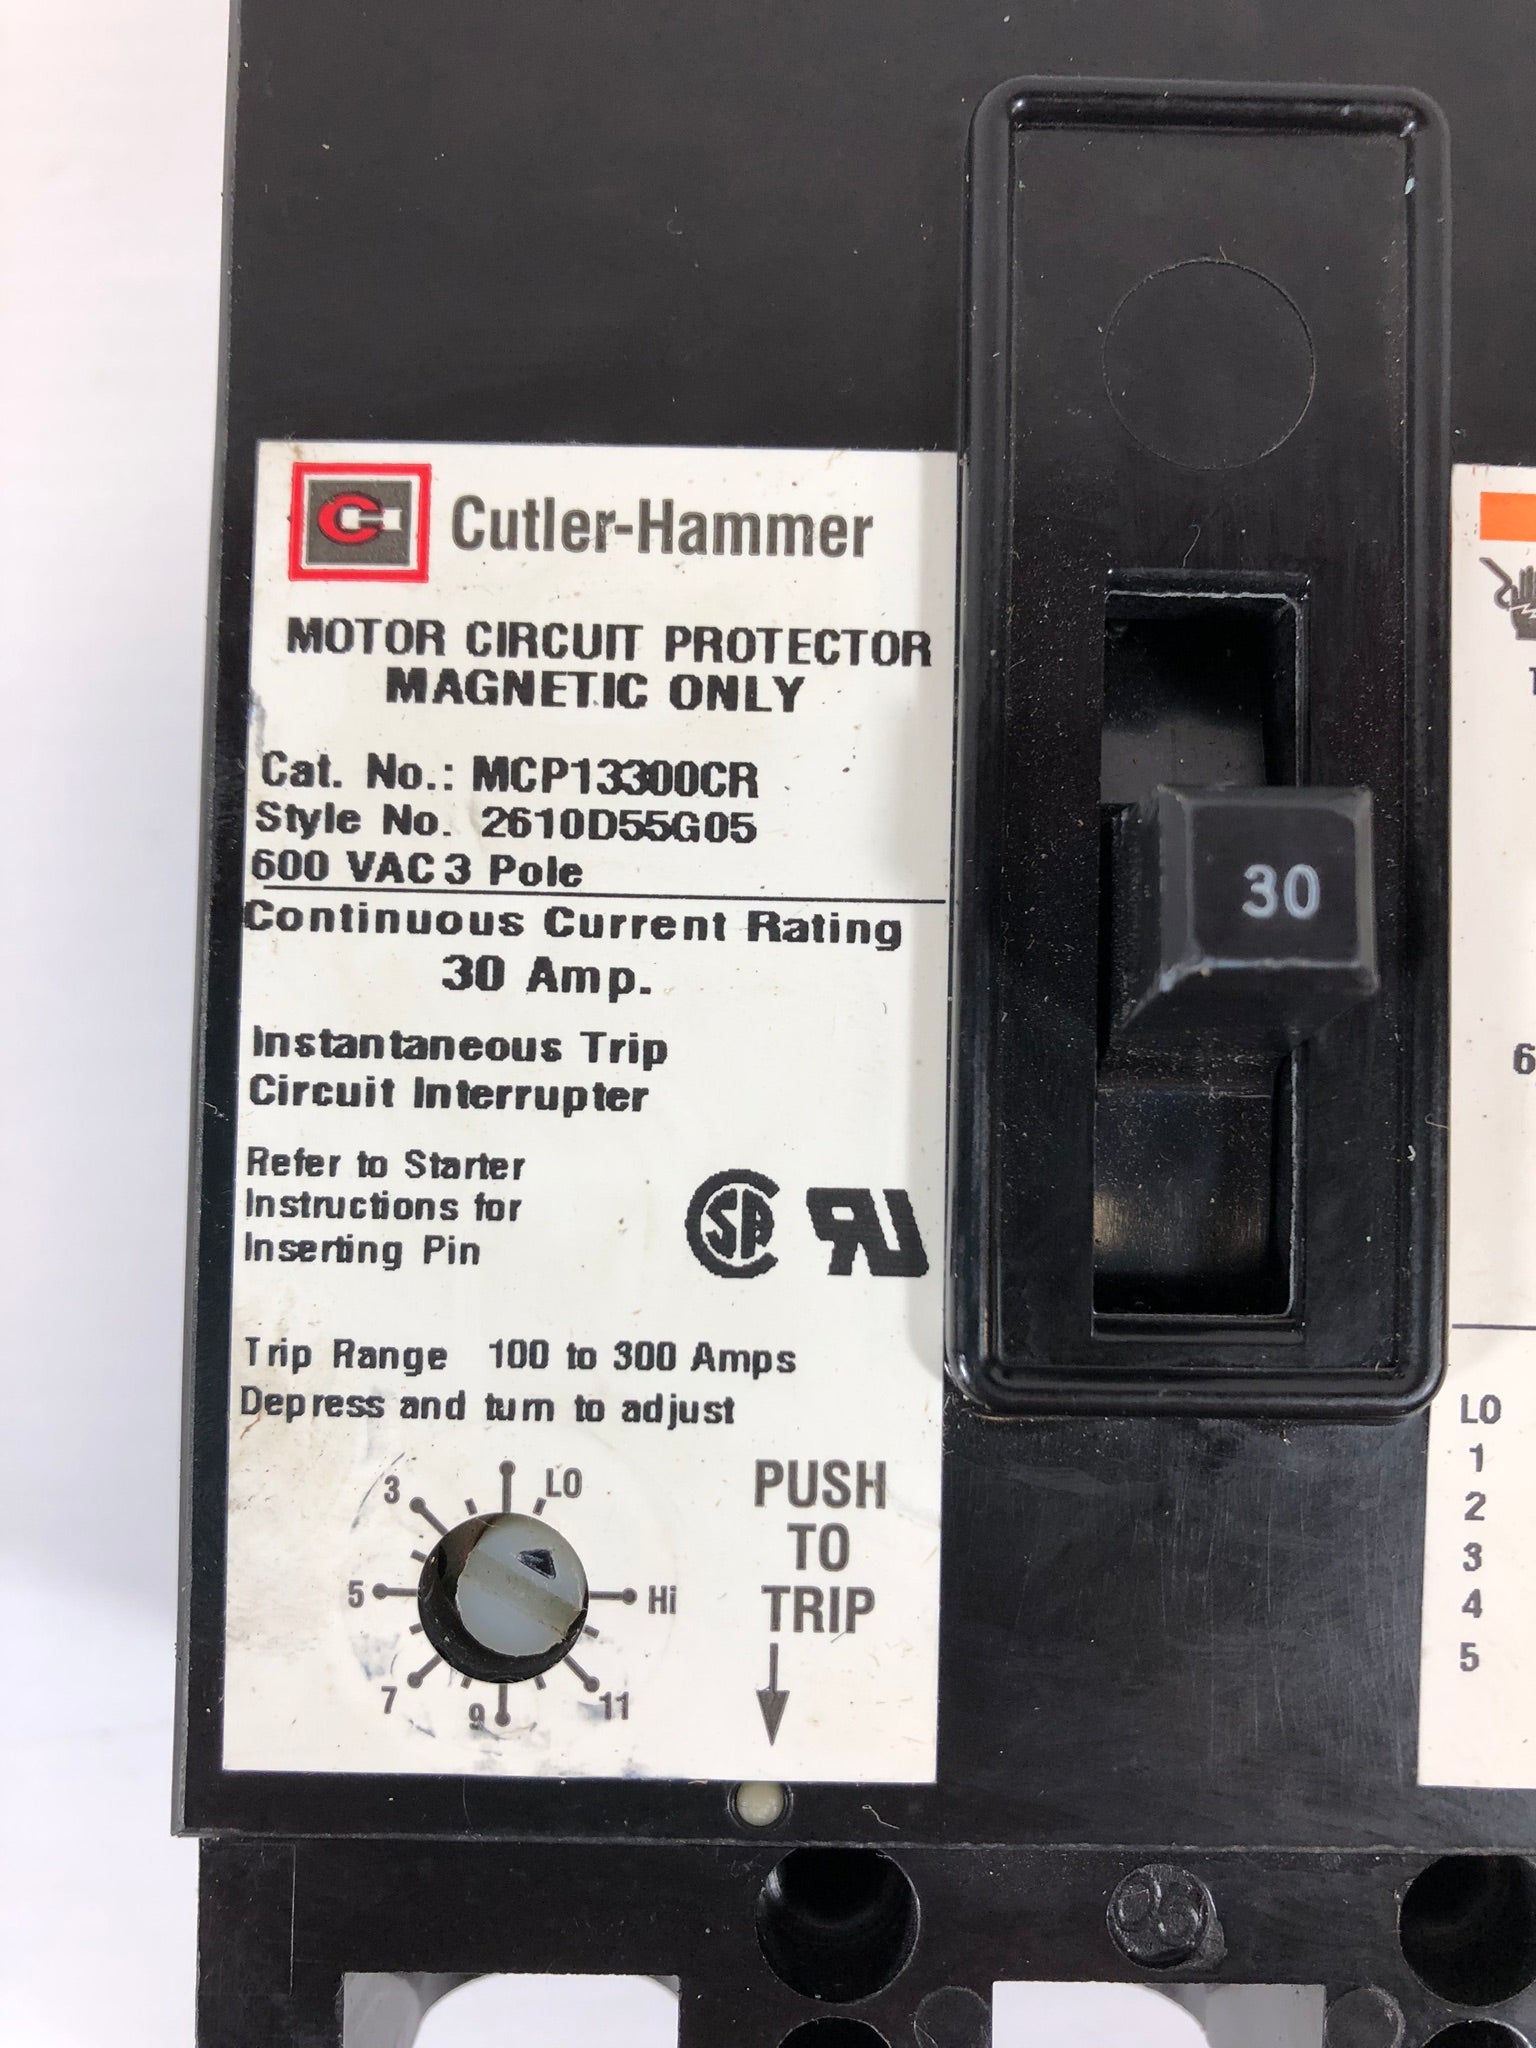 Cutler-Hammer
MOTOR CIRCUIT PROTECTOR
MAGNETIC ONLY
Cat. No.: MCP13300CR
Style No. 2610D55G05
600 VAC 3 Pole
Continuous Current Rating
30 Amp.
Instantaneous Trip
Circuit Interrupter
Refer to Starter
Instructions for
Inserting Pin
Trip Range 100 to 300 Amps
Depress and turn to adjust
3 LO
5 Hi
7 9 11
PUSH
TO
TRIP
30
6
LO
1
2
3
4
5